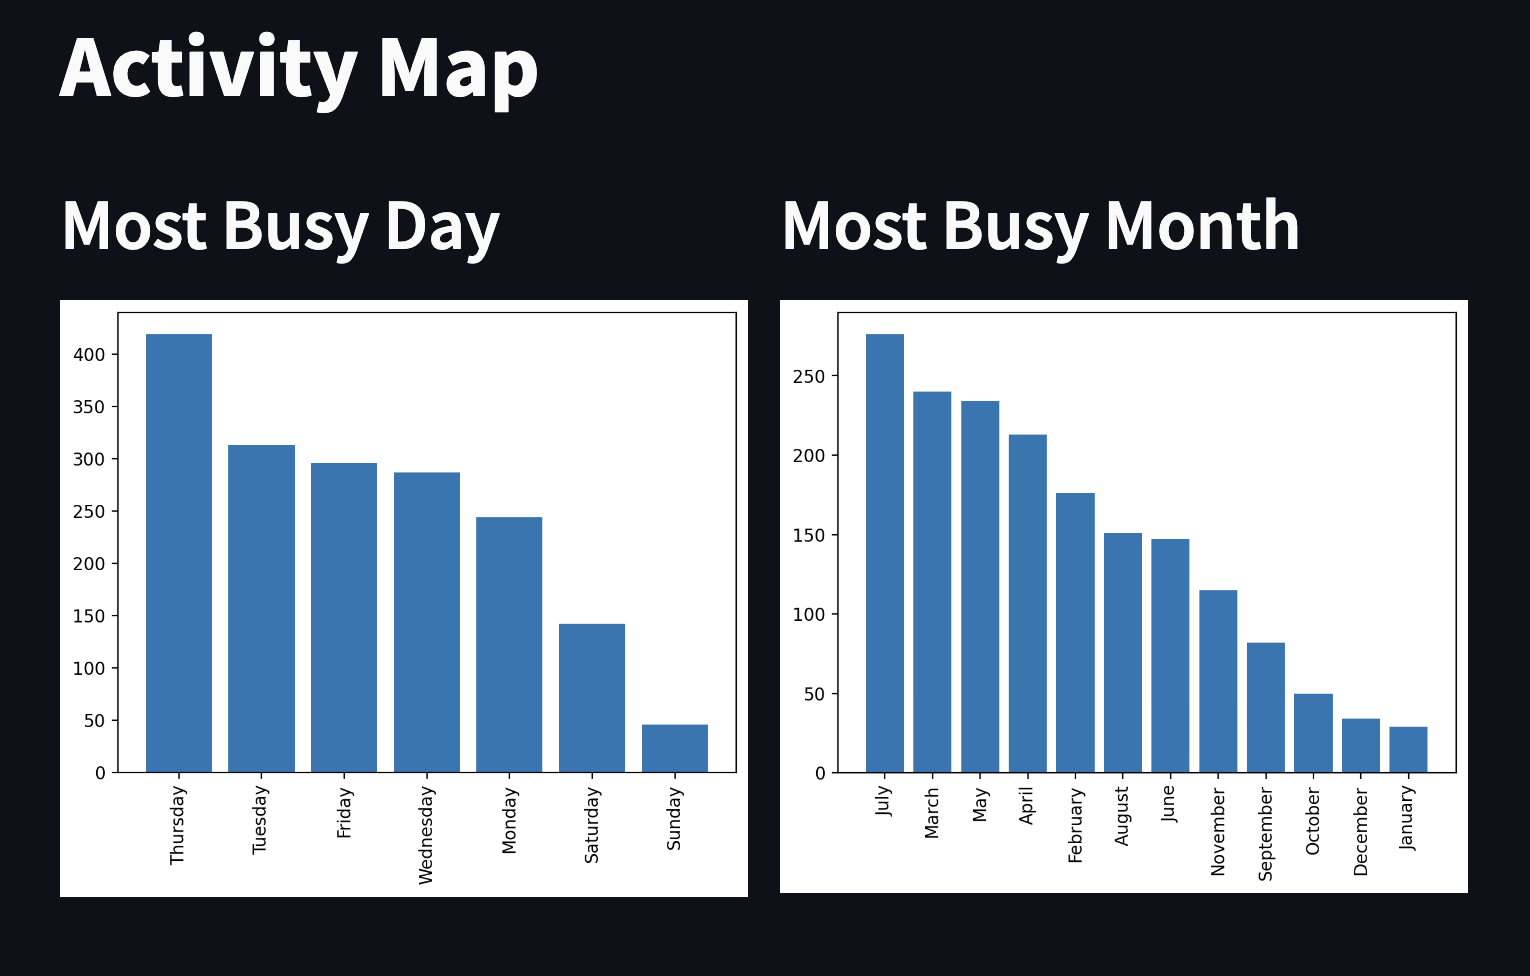 Activity Map
Most Busy Day
Most Busy Month
400
350
300
250
200
150
100
50
0
Thursday
Tuesday
Friday
Wednesday
Monday
Saturday
Sunday
250
200
150
100
50
0
July
March
May
April
February
August
June
November
September
October
December
January